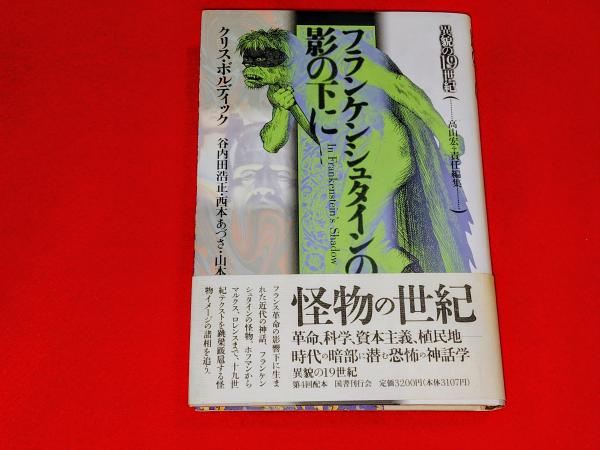 異貌の19世紀
(……高山宏・責任編集……)
フランケンシュタインの
影の下に
In Frankenstein's Shadow
クリス・ボルディック
谷内田浩正・西本あづさ・山本
怪物の世紀
革命、科学、資本主義、植民地
時代の暗部に潜む恐怖の神話学
異貌の19世紀
第4回配本 国書刊行会 定価3200円(本体3107円)
フランス革命の影響下に生ま
れた近代の神話、フランケン
シュタインの怪物。ホフマンから
マルクス、ロレンスまで、十九世
紀テクストを跳梁跋扈する怪
物イメージの諸相を追う。